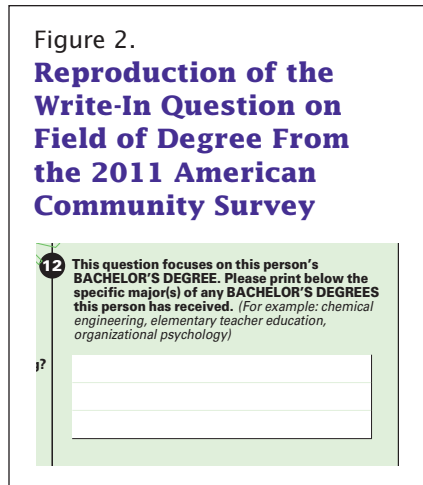 Figure 2.
Reproduction of the
Write-In Question on
Field of Degree From
the 2011 American
Community Survey
12 This question focuses on this person's
BACHELOR'S DEGREE. Please print below the
specific major(s) of any BACHELOR'S DEGREES
this person has received. (For example: chemical
engineering, elementary teacher education,
organizational psychology)
g?